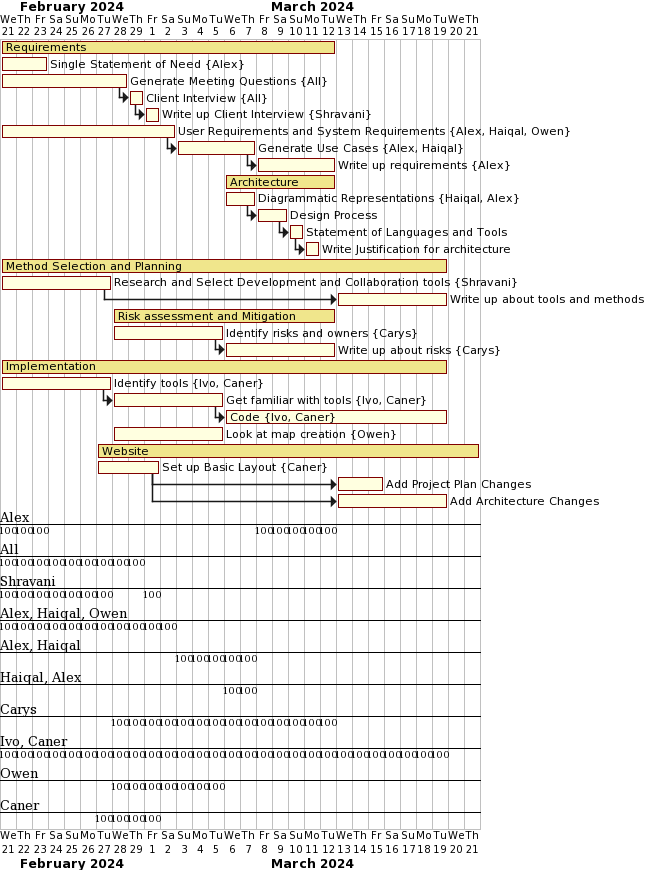 February 2024 March 2024
We Th Fr Sa Su Mo Tu We Th Fr Sa Su Mo Tu We Th Fr Sa Su Mo Tu We Th Fr Sa Su Mo Tu We Th
21 22 23 24 25 26 27 28 29 1 2 3 4 5 6 7 8 9 10 11 12 13 14 15 16 17 18 19 20 21
Requirements
Single Statement of Need {Alex}
Generate Meeting Questions {All}
Client Interview {All}
Write up Client Interview {Shravani}
User Requirements and System Requirements {Alex, Haiqal, Owen}
Generate Use Cases {Alex, Haiqal}
Write up requirements {Alex}
Architecture
Diagrammatic Representations {Haiqal, Alex}
Design Process
Statement of Languages and Tools
Write Justification for architecture
Method Selection and Planning
Research and Select Development and Collaboration tools {Shravani}
Write up about tools and methods
Risk assessment and Mitigation
Identify risks and owners {Carys}
Write up about risks {Carys}
Implementation
Identify tools {Ivo, Caner}
Get familiar with tools {Ivo, Caner}
Code {Ivo, Caner}
Look at map creation {Owen}
Website
Set up Basic Layout {Caner}
Add Project Plan Changes
Add Architecture Changes
Alex
100 100 100 100 100 100 100 100
All
100 100 100 100 100 100 100 100 100
Shravani
100 100 100 100 100 100 100 100
Alex, Haiqal, Owen
100 100 100 100 100 100 100 100 100 100 100
Alex, Haiqal
100 100 100 100 100
Haiqal, Alex
100 100
Carys
100 100 100 100 100 100 100 100 100 100 100 100 100 100
Ivo, Caner
100 100 100 100 100 100 100 100 100 100 100 100 100 100 100 100 100 100 100 100 100 100 100 100 100 100 100 100
Owen
100 100 100 100 100 100 100
Caner
100 100 100 100
We Th Fr Sa Su Mo Tu We Th Fr Sa Su Mo Tu We Th Fr Sa Su Mo Tu We Th Fr Sa Su Mo Tu We Th
21 22 23 24 25 26 27 28 29 1 2 3 4 5 6 7 8 9 10 11 12 13 14 15 16 17 18 19 20 21
February 2024 March 2024